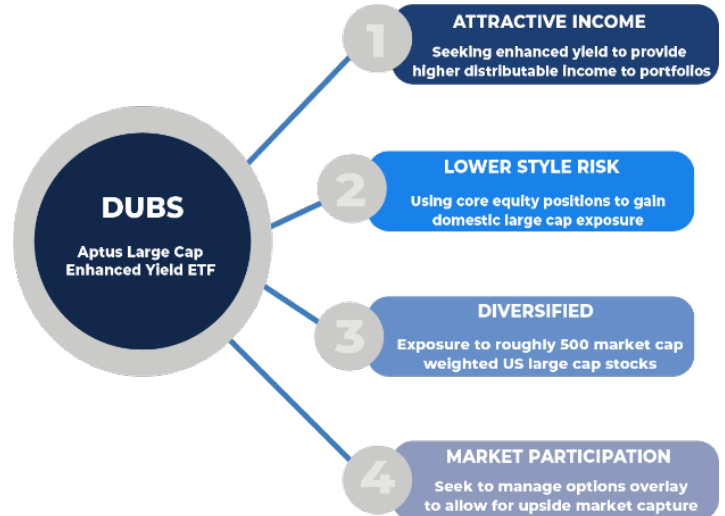 DUBS
Aptus Large Cap
Enhanced Yield ETF
1
ATTRACTIVE INCOME
Seeking enhanced yield to provide
higher distributable income to portfolios
2
LOWER STYLE RISK
Using core equity positions to gain
domestic large cap exposure
3
DIVERSIFIED
Exposure to roughly 500 market cap
weighted US large cap stocks
4
MARKET PARTICIPATION
Seek to manage options overlay
to allow for upside market capture